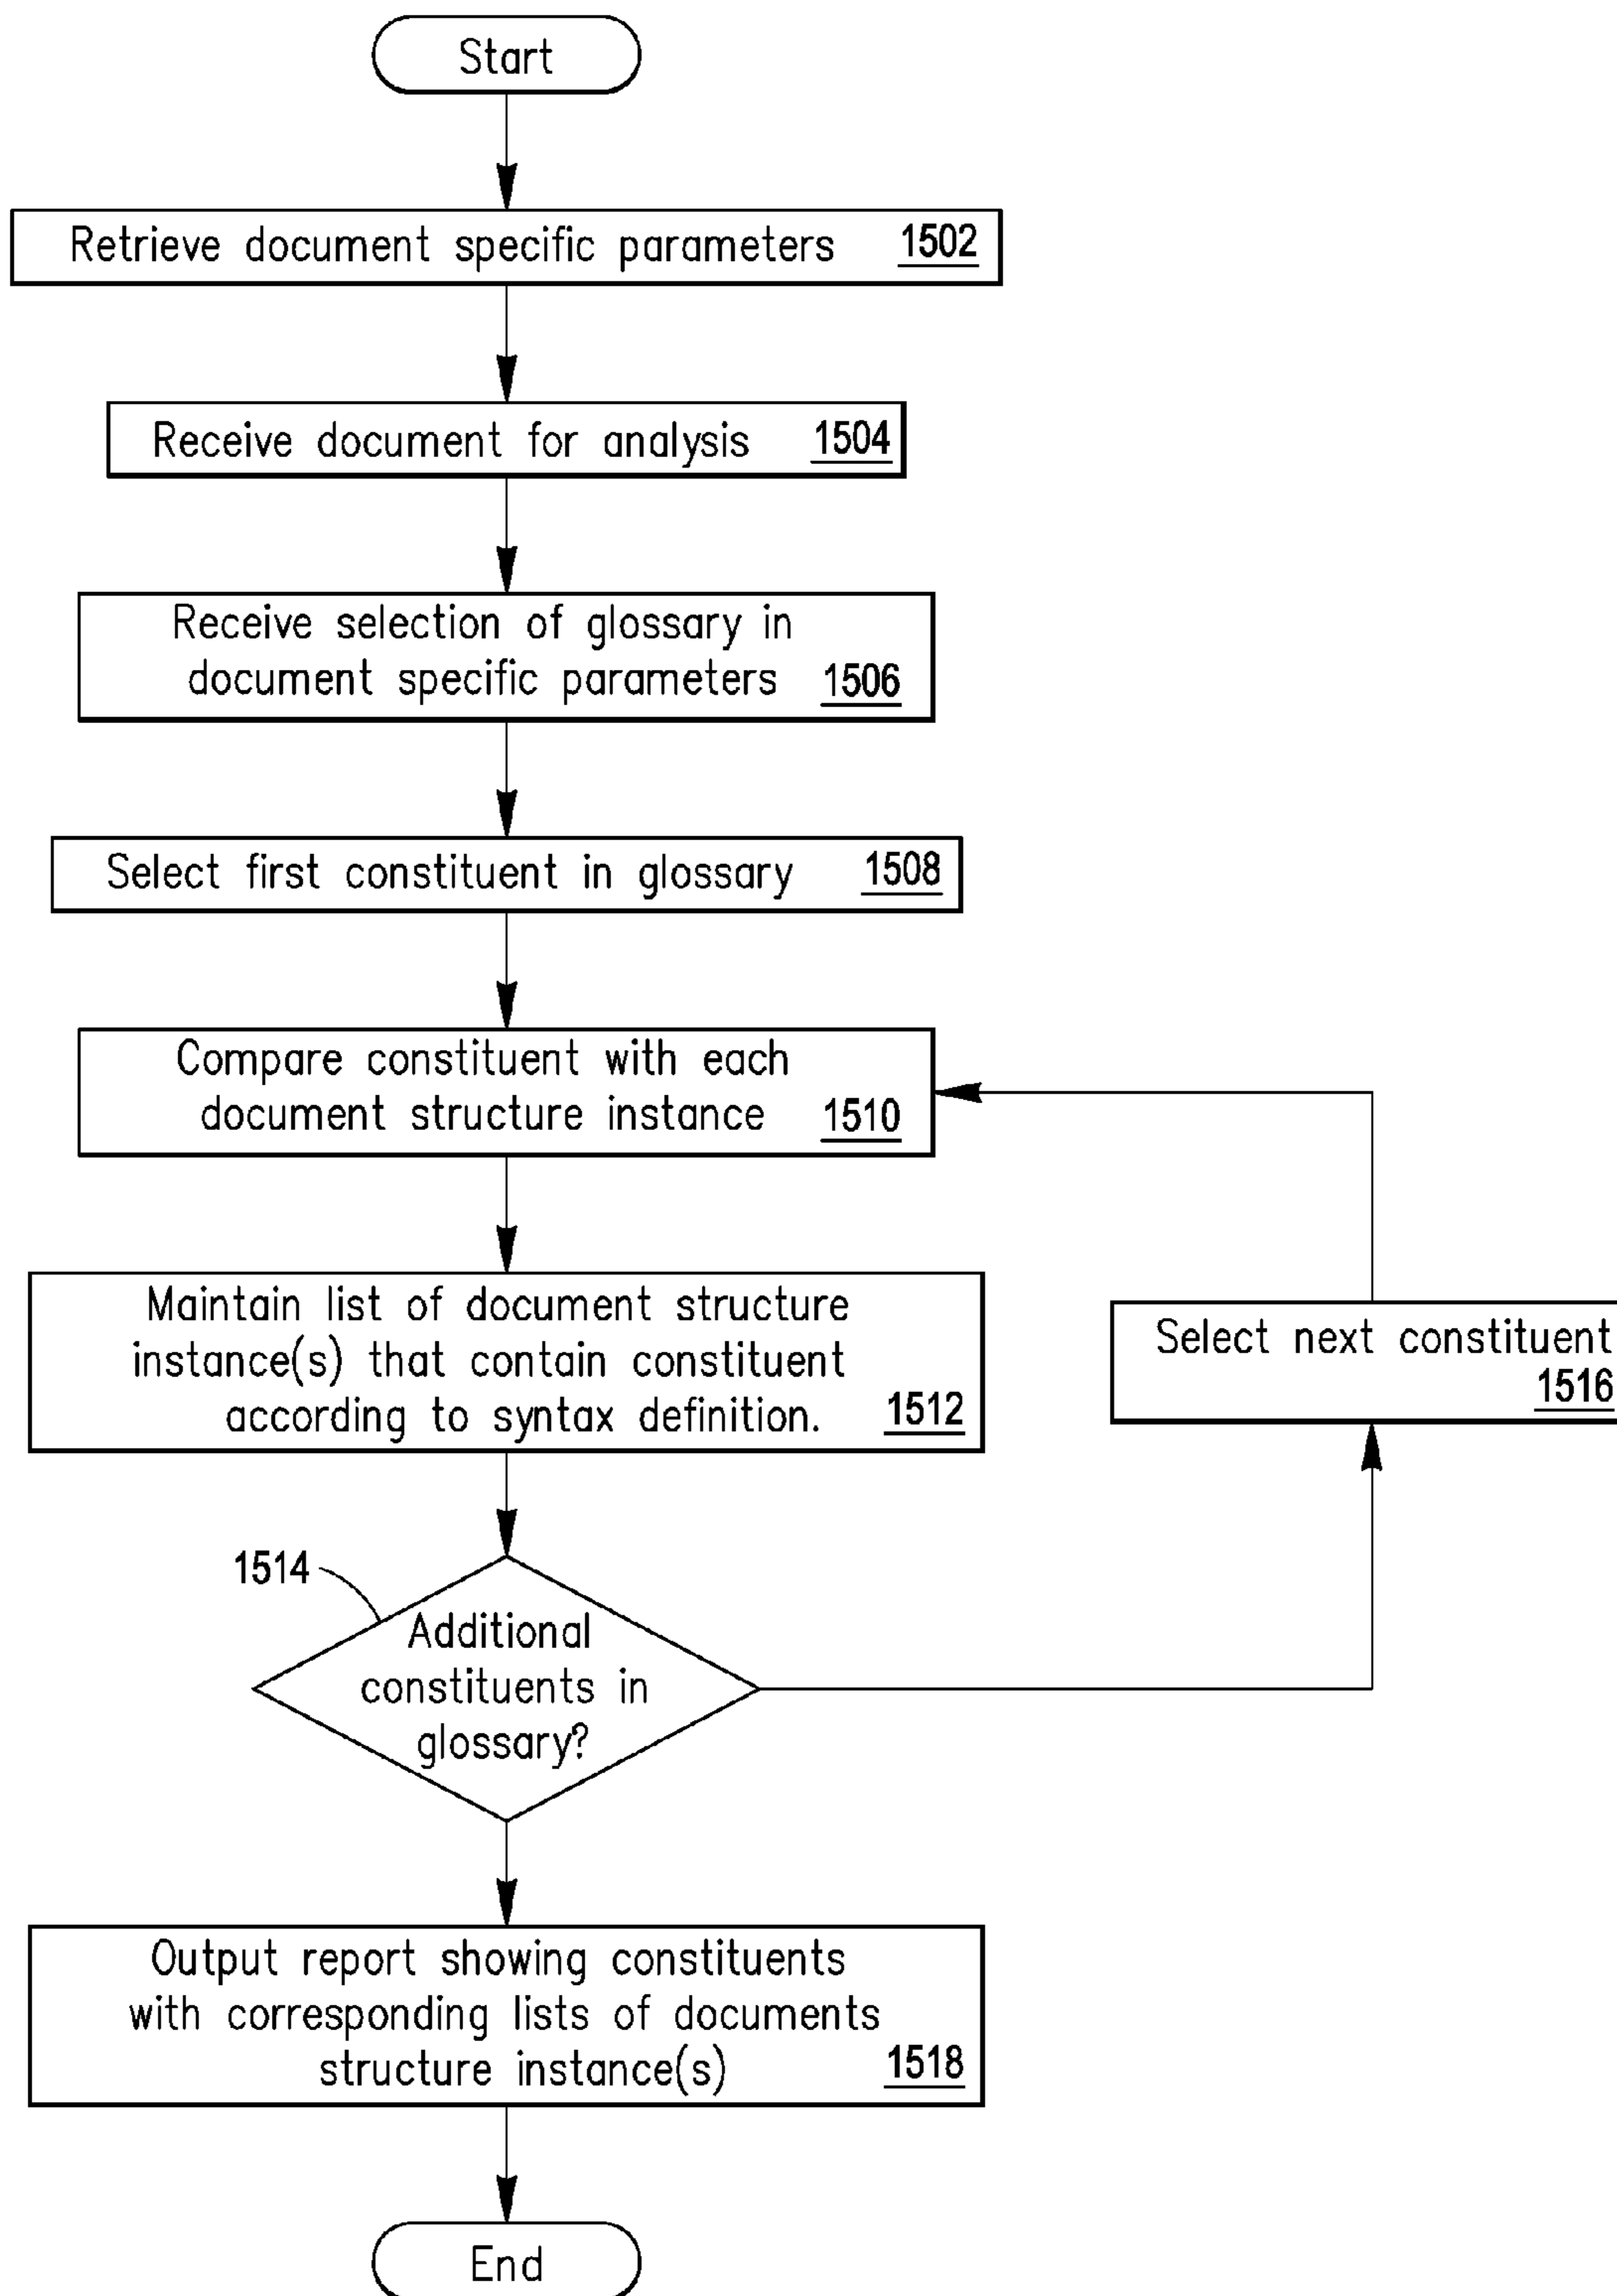 Start
Retrieve document specific parameters 1502
Receive document for analysis 1504
Receive selection of glossary in
document specific parameters 1506
Select first constituent in glossary 1508
Compare constituent with each
document structure instance 1510
Maintain list of document structure
instance(s) that contain constituent
according to syntax definition. 1512
Select next constituent
1516
1514
Additional
constituents in
glossary?
Output report showing constituents
with corresponding lists of documents
structure instance(s) 1518
End